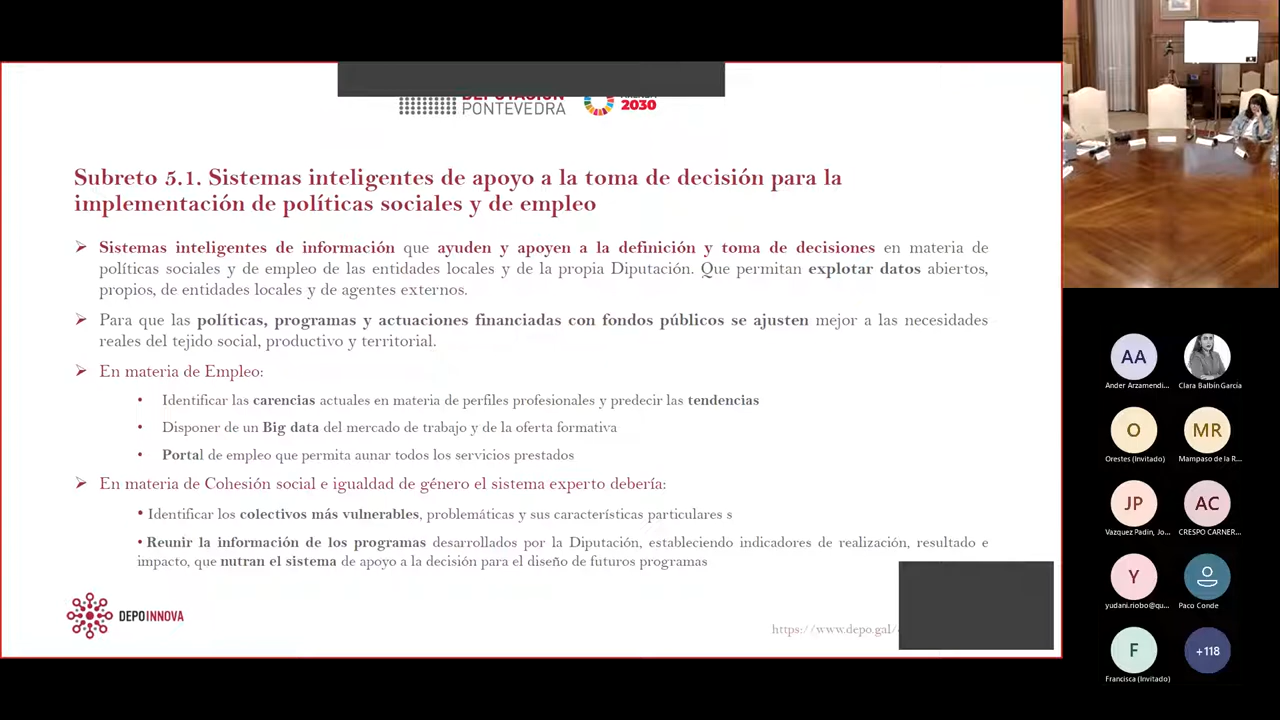 DEPUTACIÓN
PONTEVEDRA
2030
Subreto 5.1. Sistemas inteligentes de apoyo a la toma de decisión para la
implementación de políticas sociales y de empleo
Sistemas inteligentes de información que ayuden y apoyen a la definición y toma de decisiones en materia de
políticas sociales y de empleo de las entidades locales y de la propia Diputación. Que permitan explotar datos abiertos,
propios, de entidades locales y de agentes externos.
Para que las políticas, programas y actuaciones financiadas con fondos públicos se ajusten mejor a las necesidades
reales del tejido social, productivo y territorial.
En materia de Empleo:
• Identificar las carencias actuales en materia de perfiles profesionales y predecir las tendencias
• Disponer de un Big data del mercado de trabajo y de la oferta formativa
• Portal de empleo que permita aunar todos los servicios prestados
En materia de Cohesión social e igualdad de género el sistema experto debería:
• Identificar los colectivos más vulnerables, problemáticas y sus características particulares s
• Reunir la información de los programas desarrollados por la Diputación, estableciendo indicadores de realización, resultado e
impacto, que nutran el sistema de apoyo a la decisión para el diseño de futuros programas
DEPOINNOVA
https://www.depo.gal/
AA
Ander Arzamendi...
Clara Balbín García
O
Orestes (Invitado)
MR
Mampaso de la R...
JP
Vazquez Padin, Jo...
AC
CRESPO CARNER...
Y
yudani.riobo@qu...
Paco Conde
F
Francisca (Invitado)
+118